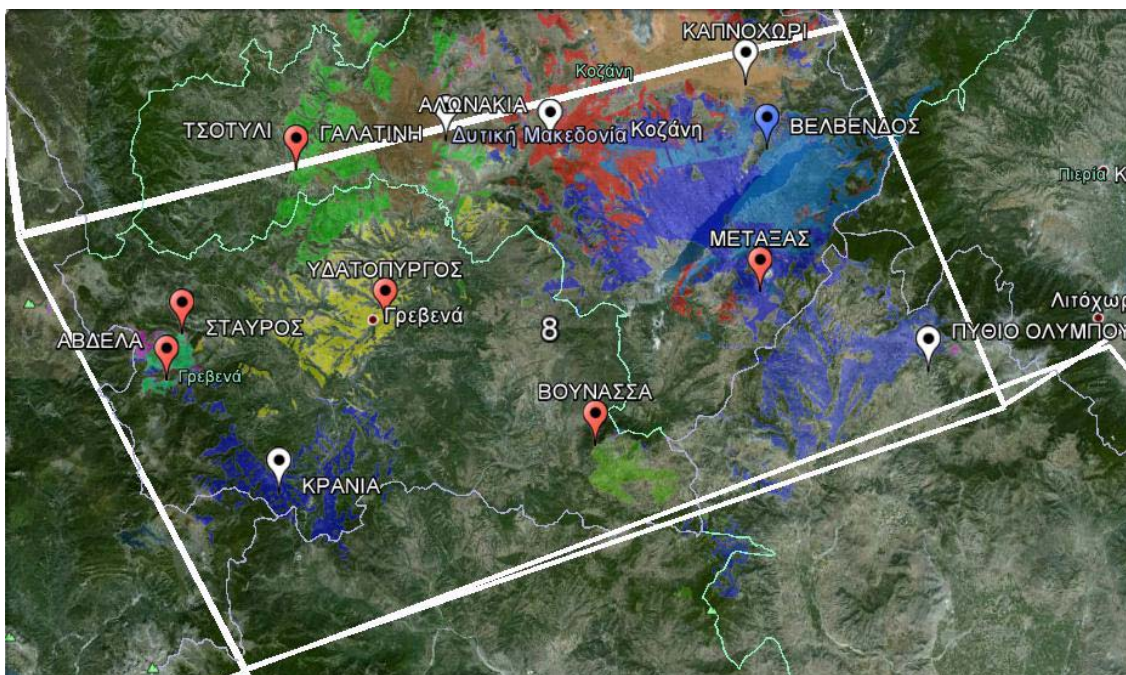 ΚΑΠΝΟΧΩΡΙ
Κοζάνη
ΑΛΩΝΑΚΙΑ
ΤΣΟΤΥΛΙ
ΓΑΛΑΤΙΝΗ
Δυτική Μακεδονία
Κοζάνη
ΒΕΛΒΕΝΔΟΣ
Πιερία
Κ
ΜΕΤΑΞΑΣ
ΥΔΑΤΟΠΥΡΓΟΣ
Λιτόχωρ
ΣΤΑΥΡΟΣ
Γρεβενά
8
ΠΥΘΙΟ ΟΛΥΜΠΟΥ
ΑΒΔΕΛΑ
Γρεβενά
ΒΟΥΝΑΣΣΑ
ΚΡΑΝΙΑ